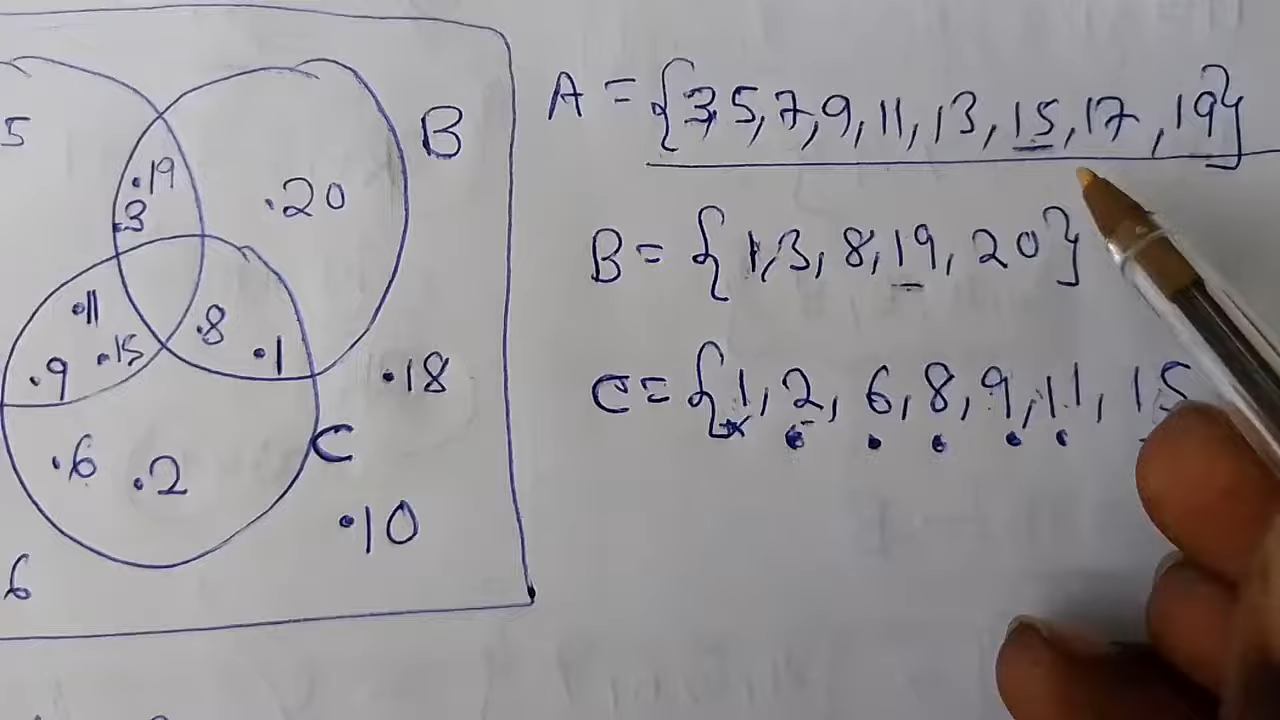 A = {3,5,7,9,11,13,15,17,19}
B = {1,3,8,19,20}
C = {1,2,6,8,9,11,15
5
B
.19
.3
.20
.11
.9 .15
.8
.1
.18
C
.6 .2
.10
6